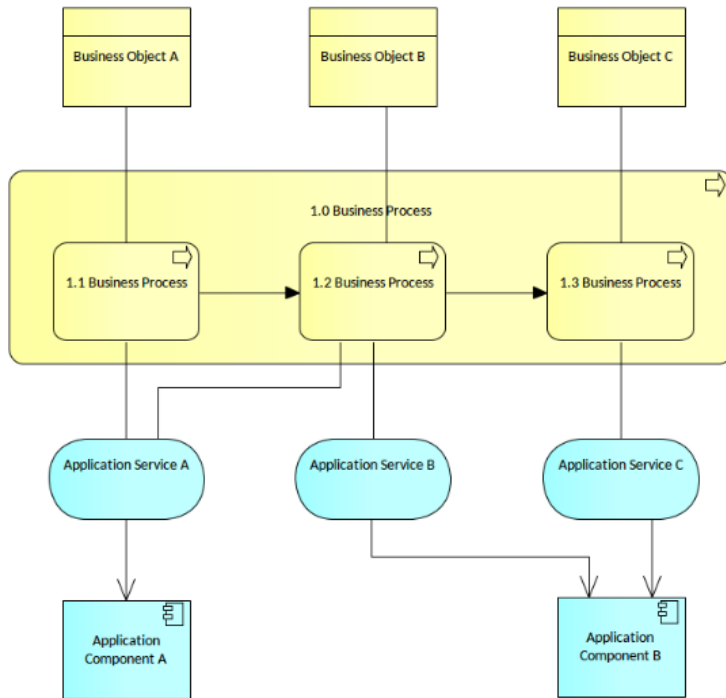 Business Object A
Business Object B
Business Object C
1.0 Business Process
1.1 Business Process
1.2 Business Process
1.3 Business Process
Application Service A
Application Service B
Application Service C
Application
Component A
Application
Component B